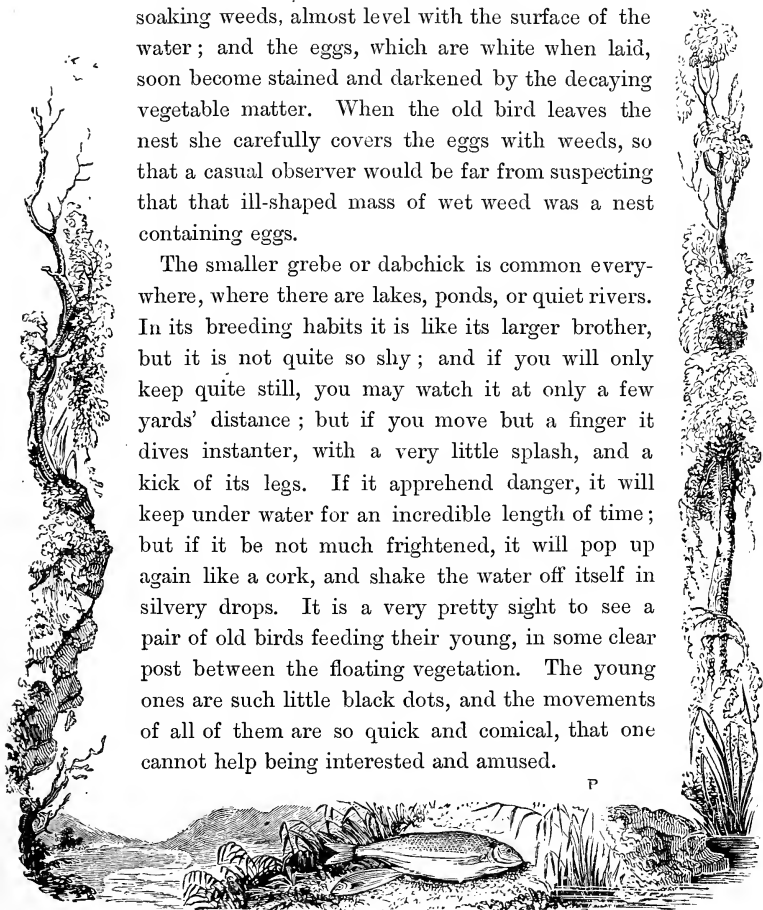 soaking weeds, almost level with the surface of the
water ; and the eggs, which are white when laid,
soon become stained and darkened by the decaying
vegetable matter. When the old bird leaves the
nest she carefully covers the eggs with weeds, so
that a casual observer would be far from suspecting
that that ill-shaped mass of wet weed was a nest
containing eggs.
The smaller grebe or dabchick is common every-
where, where there are lakes, ponds, or quiet rivers.
In its breeding habits it is like its larger brother,
but it is not quite so shy ; and if you will only
keep quite still, you may watch it at only a few
yards' distance ; but if you move but a finger it
dives instanter, with a very little splash, and a
kick of its legs. If it apprehend danger, it will
keep under water for an incredible length of time ;
but if it be not much frightened, it will pop up
again like a cork, and shake the water off itself in
silvery drops. It is a very pretty sight to see a
pair of old birds feeding their young, in some clear
post between the floating vegetation. The young
ones are such little black dots, and the movements
of all of them are so quick and comical, that one
cannot help being interested and amused.
P